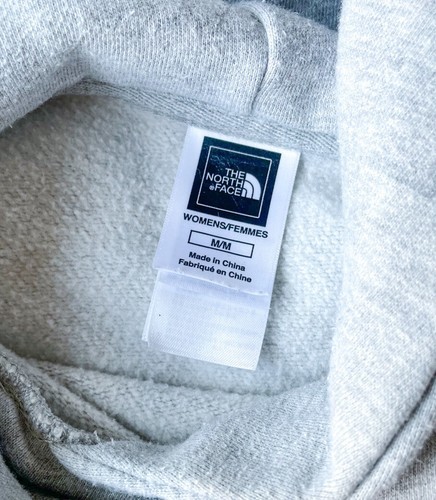 THE
NORTH
FACE
WOMENS/FEMMES
M/M
Made in China
Fabriqué en Chine